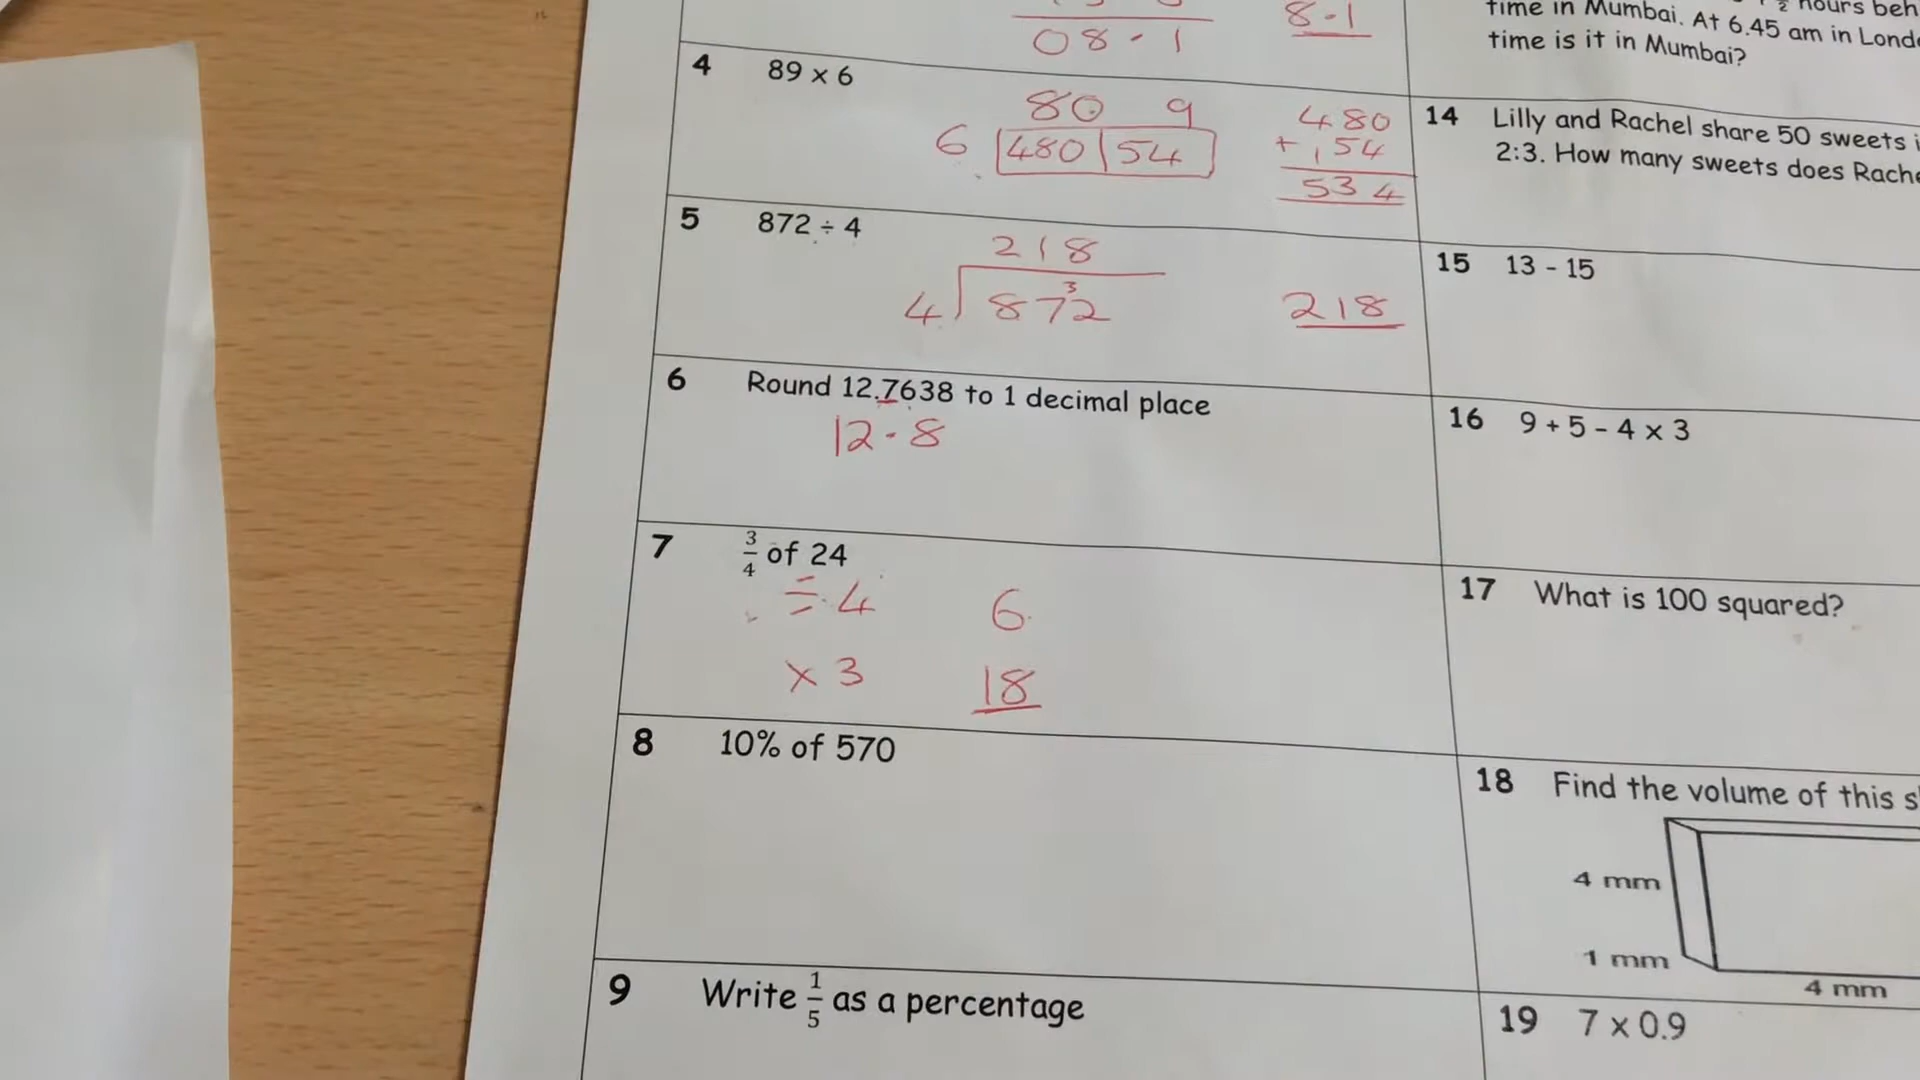 08.1
8.1
4 89 x 6
80 9
6 480 54
480
+ 154
534
5 872 ÷ 4
218
4 87³2
218
6 Round 12.7638 to 1 decimal place
12.8
7 3/4 of 24
÷ 4 6
x 3 18
8 10% of 570
9 Write 1/5 as a percentage
1/2 hours
time in Mumbai. At 6.45 am in
time is it in Mumbai?
14 Lilly and Rachel share 50 sweets
2:3. How many sweets does
15 13 - 15
16 9 + 5 - 4 x 3
17 What is 100 squared?
18 Find the volume of this
4 mm
1 mm
4 mm
19 7 x 0.9